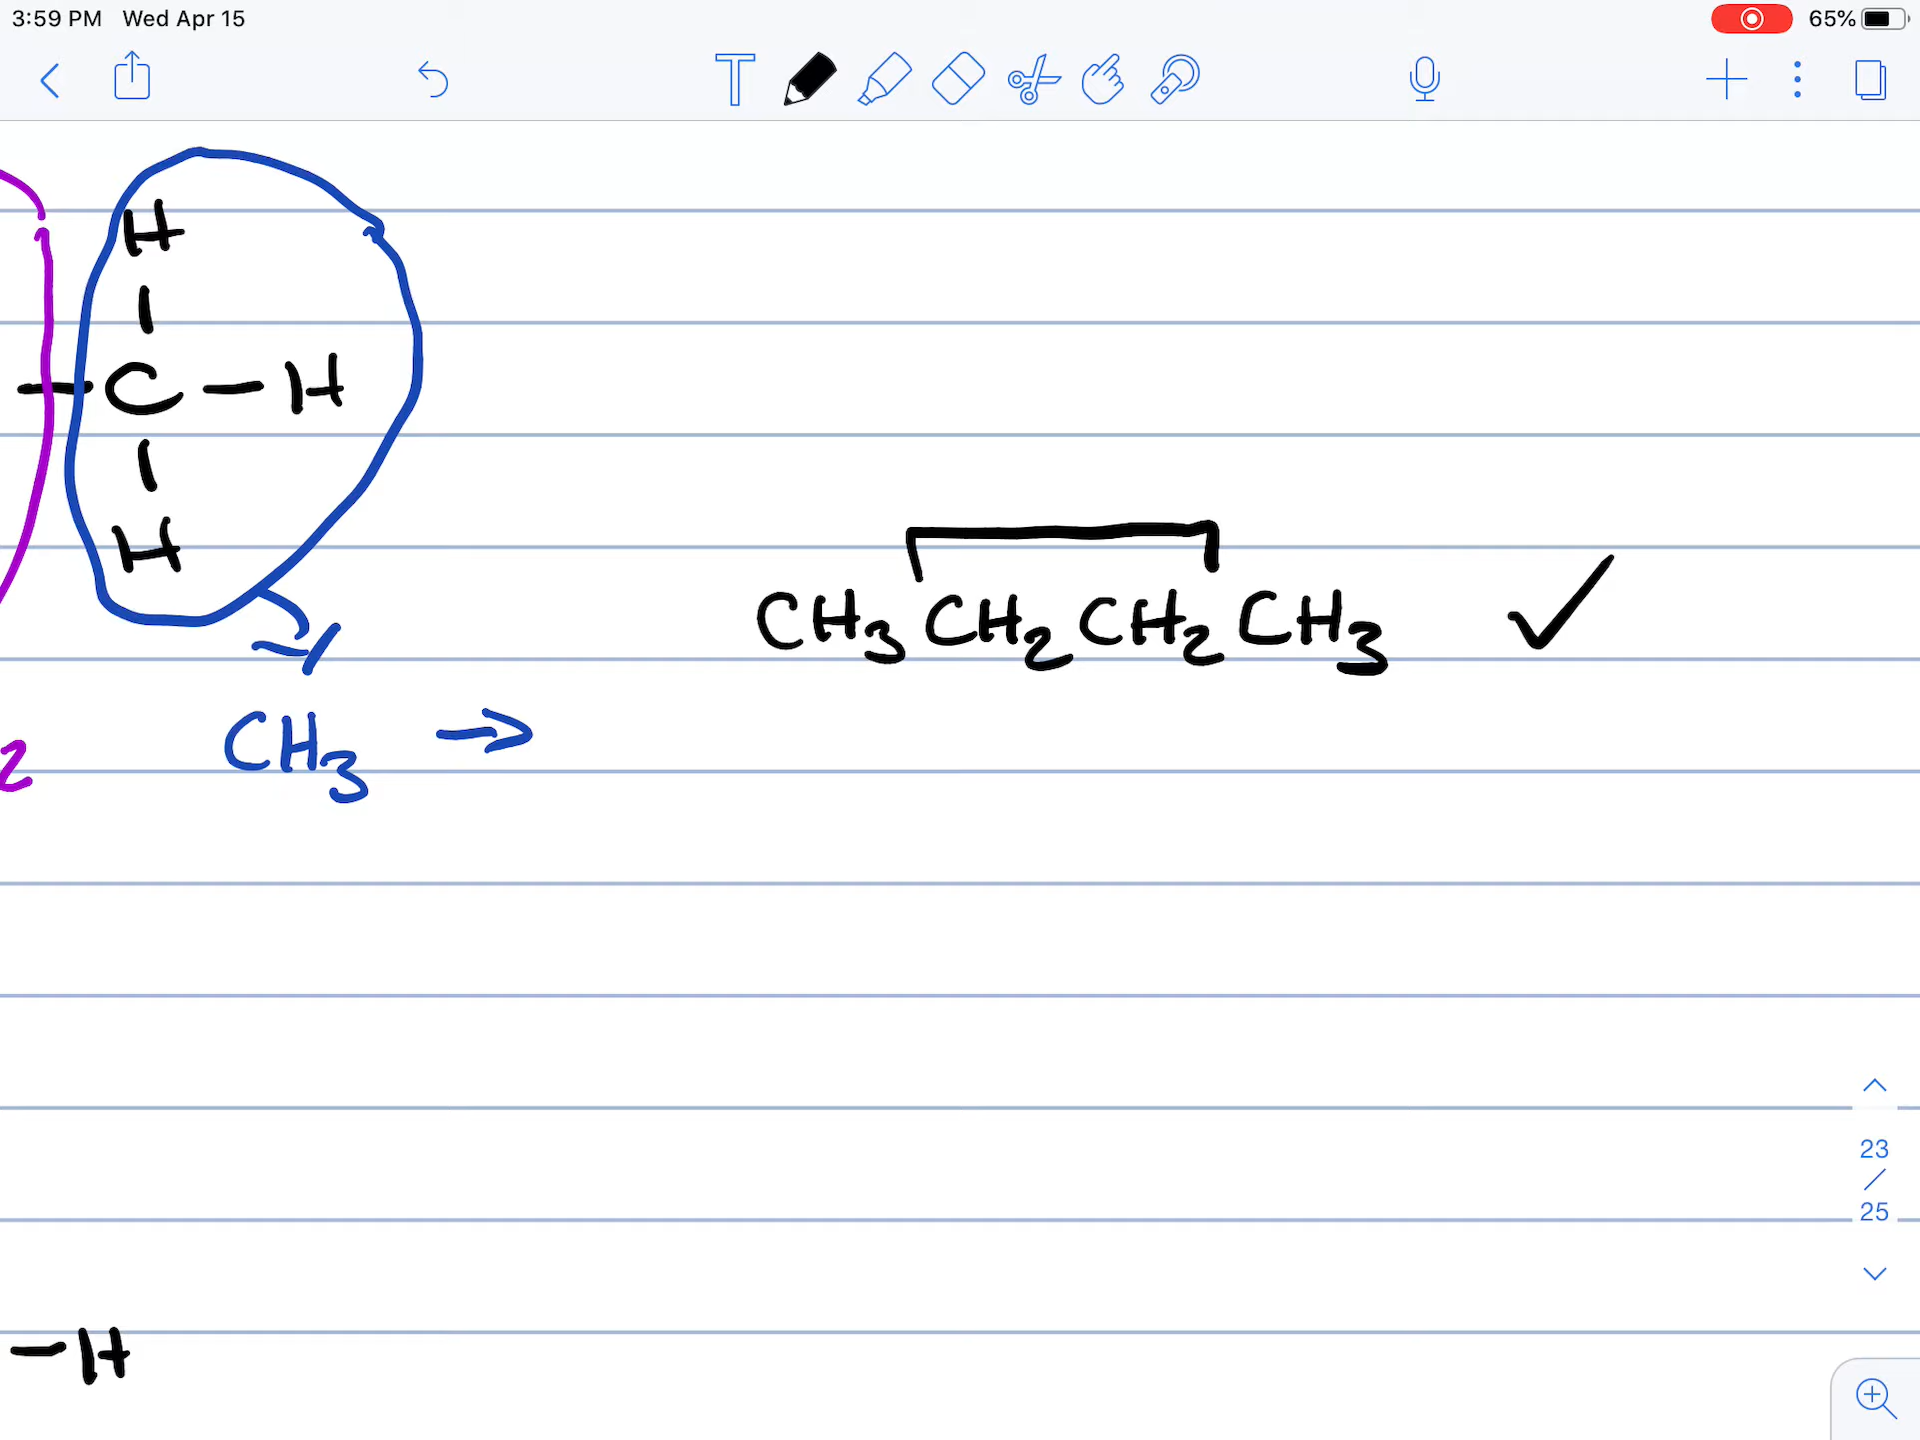 3:59 PM Wed Apr 15
65%
T
H
C - H
H
CH3CH2CH2CH3 ✓
2 CH3 →
23
/
25
-H